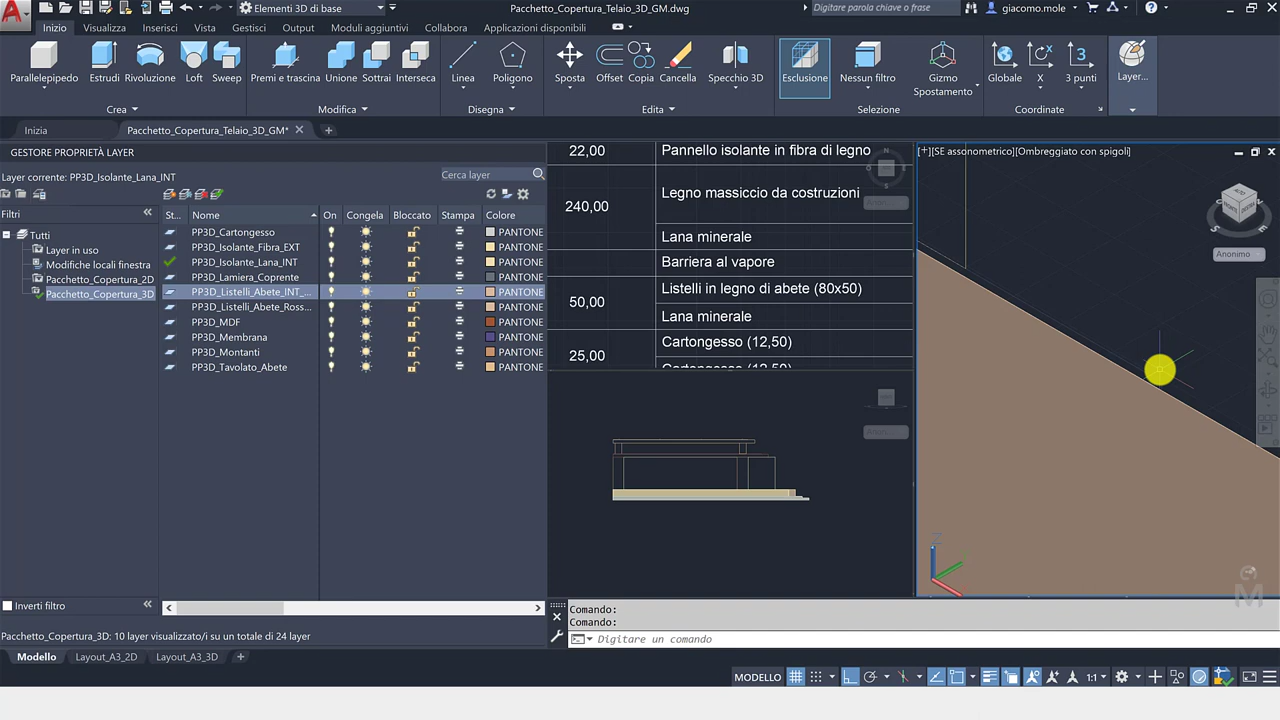 Elementi 3D di base
Pacchetto_Copertura_Telaio_3D_GM.dwg
Digitare parola chiave o frase
giacomo.mole
Inizio
Visualizza
Inserisci
Vista
Gestisci
Output
Moduli aggiuntivi
Collabora
Applicazioni disponibili
Parallelepipedo
Estrudi
Rivoluzione
Loft
Sweep
Premi e trascina
Unione
Sottrai
Interseca
Linea
Poligono
Sposta
Offset
Copia
Cancella
Specchio 3D
Esclusione
Nessun filtro
Gizmo
Spostamento
Globale
X
3 punti
Layer...
Crea
Modifica
Disegna
Edita
Selezione
Coordinate
Inizia
Pacchetto_Copertura_Telaio_3D_GM*
GESTORE PROPRIETÀ LAYER
Layer corrente: PP3D_Isolante_Lana_INT
Cerca layer
Filtri
Tutti
Layer in uso
Modifiche locali finestra
Pacchetto_Copertura_2D
Pacchetto_Copertura_3D
St... Nome On Congela Bloccato Stampa Colore
PP3D_Cartongesso PANTONE
PP3D_Isolante_Fibra_EXT PANTONE
PP3D_Isolante_Lana_INT PANTONE
PP3D_Lamiera_Coprente PANTONE
PP3D_Listelli_Abete_INT_... PANTONE
PP3D_Listelli_Abete_Ross... PANTONE
PP3D_MDF PANTONE
PP3D_Membrana PANTONE
PP3D_Montanti PANTONE
PP3D_Tavolato_Abete PANTONE
Inverti filtro
Pacchetto_Copertura_3D: 10 layer visualizzato/i su un totale di 24 layer
22,00 Pannello isolante in fibra di legno
240,00 Legno massiccio da costruzioni
Lana minerale
Barriera al vapore
50,00 Listelli in legno di abete (80x50)
Lana minerale
25,00 Cartongesso (12,50)
Cartongesso (12,50)
[+][SE assonometrico][Ombreggiato con spigoli]
Anonimo
Z
Comando:
Comando:
Digitare un comando
Modello
Layout_A3_2D
Layout_A3_3D
MODELLO
1:1